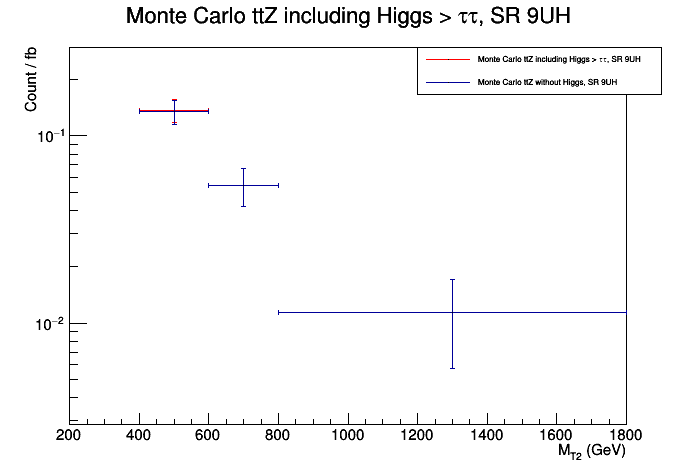 Monte Carlo ttZ including Higgs > ττ, SR 9UH
Count / fb
Monte Carlo ttZ including Higgs > ττ, SR 9UH
Monte Carlo ttZ without Higgs, SR 9UH
10⁻¹
10⁻²
200 400 600 800 1000 1200 1400 1600 1800
M_T2 (GeV)